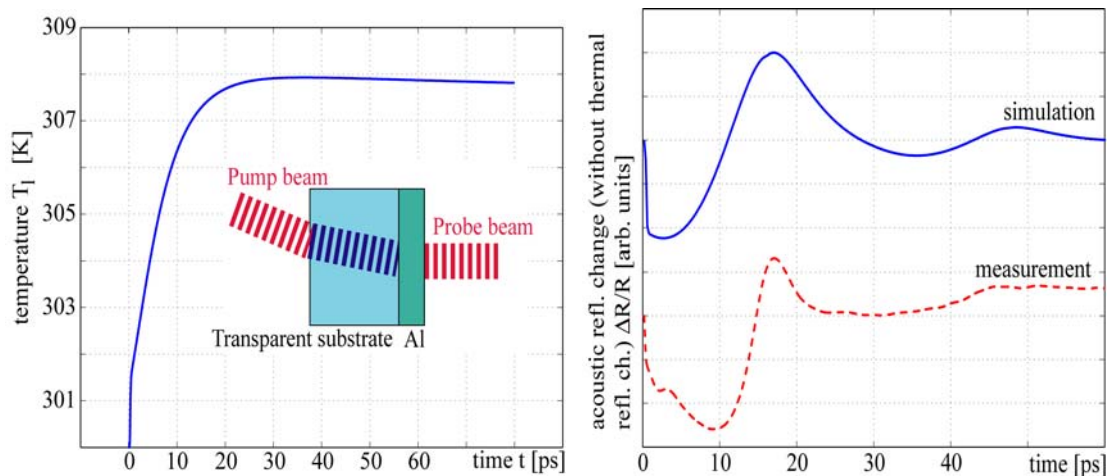 309
307
305
303
301
temperature T_l [K]
0 10 20 30 40 50 60 time t [ps]
Pump beam
Probe beam
Transparent substrate Al
acoustic refl. change (without thermal
refl. ch.) ΔR/R [arb. units]
simulation
measurement
0 10 20 30 40 time [ps]